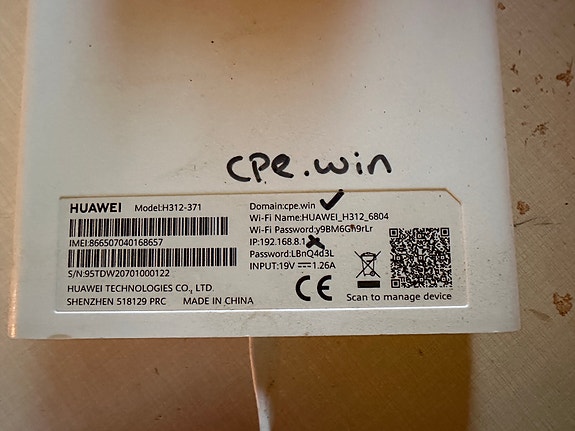 cpe.win
HUAWEI Model:H312-371
IMEI:866507040168657
S/N:95TDW20701000122
HUAWEI TECHNOLOGIES CO., LTD.
SHENZHEN 518129 PRC MADE IN CHINA
Domain:cpe.win
Wi-Fi Name:HUAWEI_H312_6804
Wi-Fi Password:y9BM6Gh9rLr
IP:192.168.8.1
Password:LBnQ4d3L
INPUT:19V ⎓ 1.26A
CE
Scan to manage device